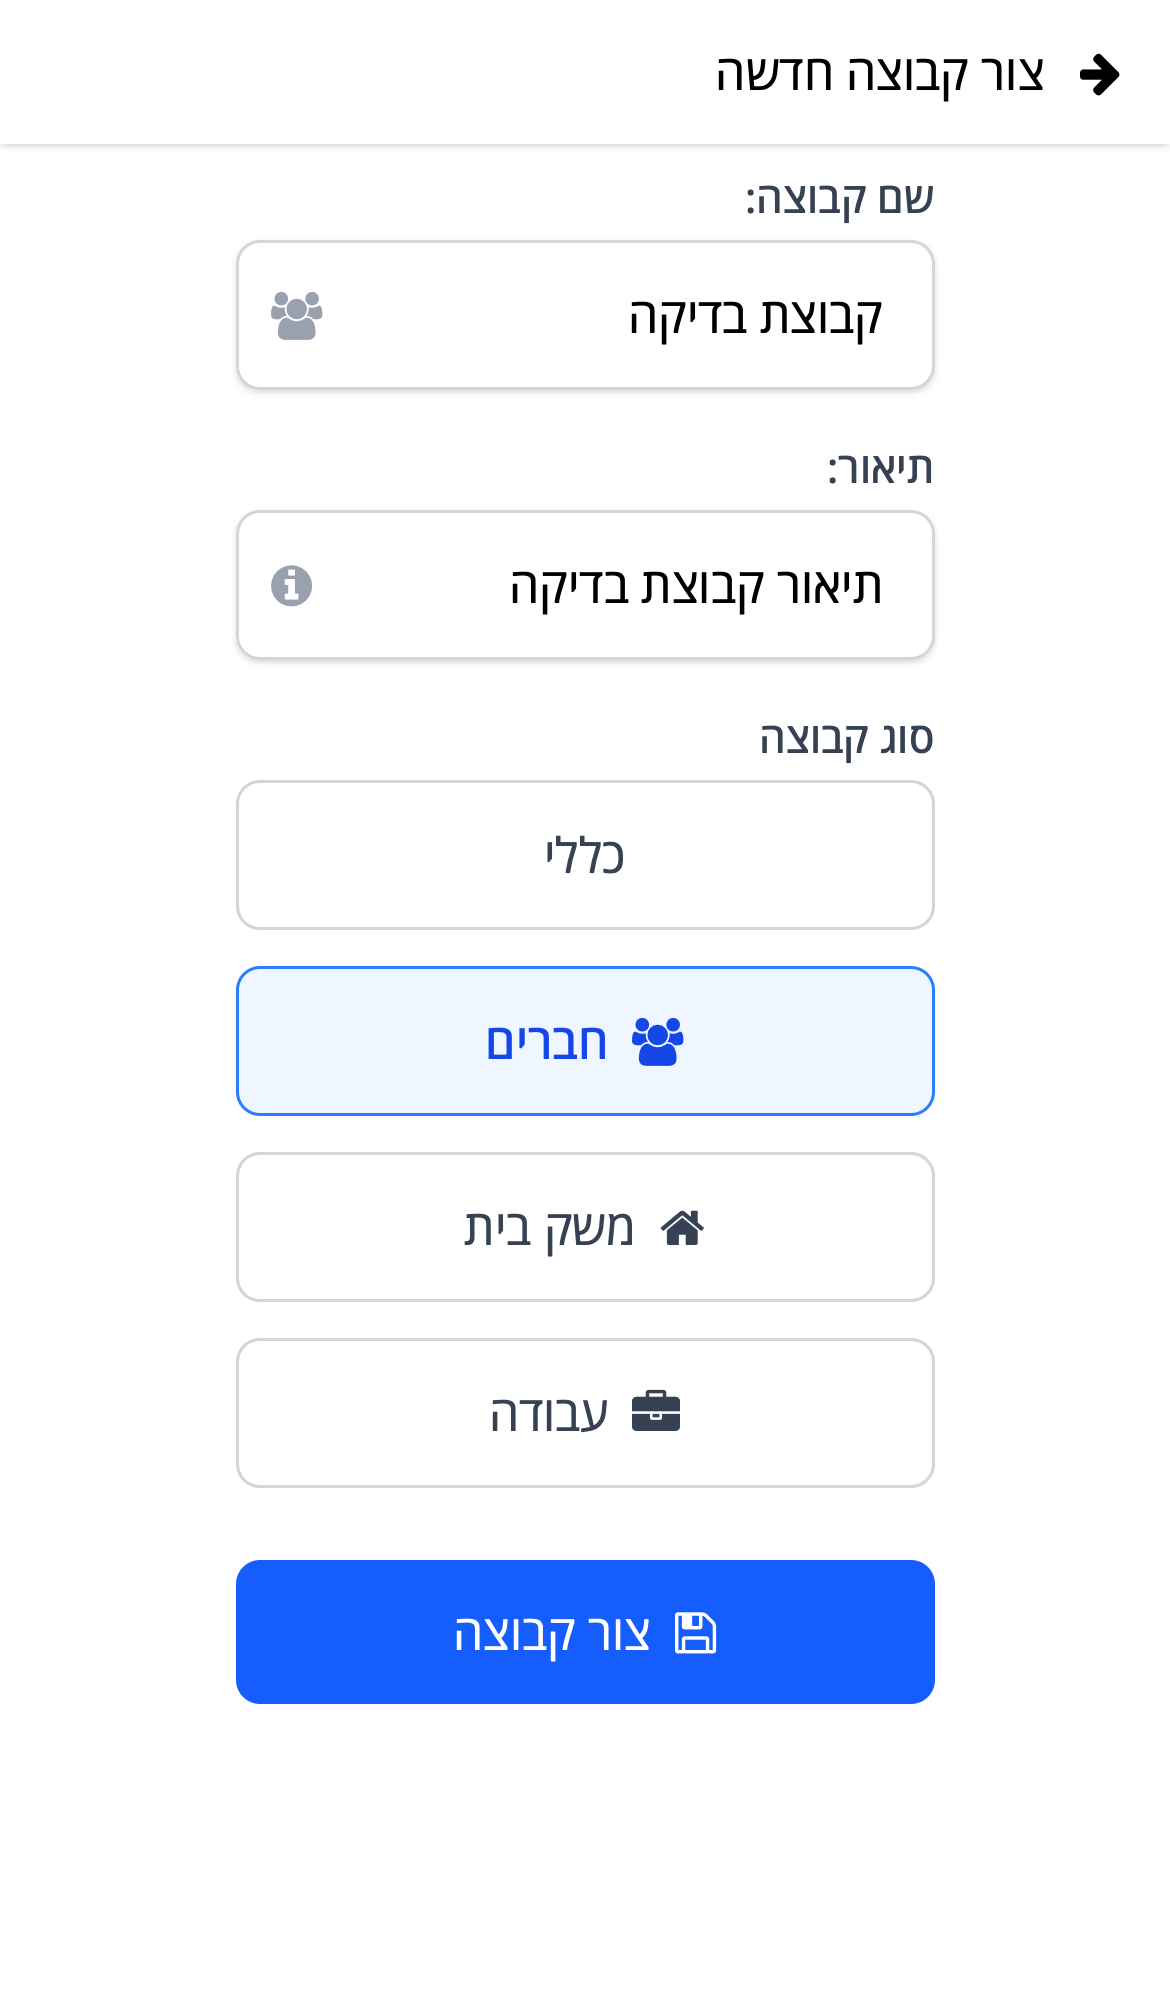 צור קבוצה חדשה
שם קבוצה:
קבוצת בדיקה
תיאור:
תיאור קבוצת בדיקה
סוג קבוצה
כללי
חברים
משק בית
עבודה
צור קבוצה